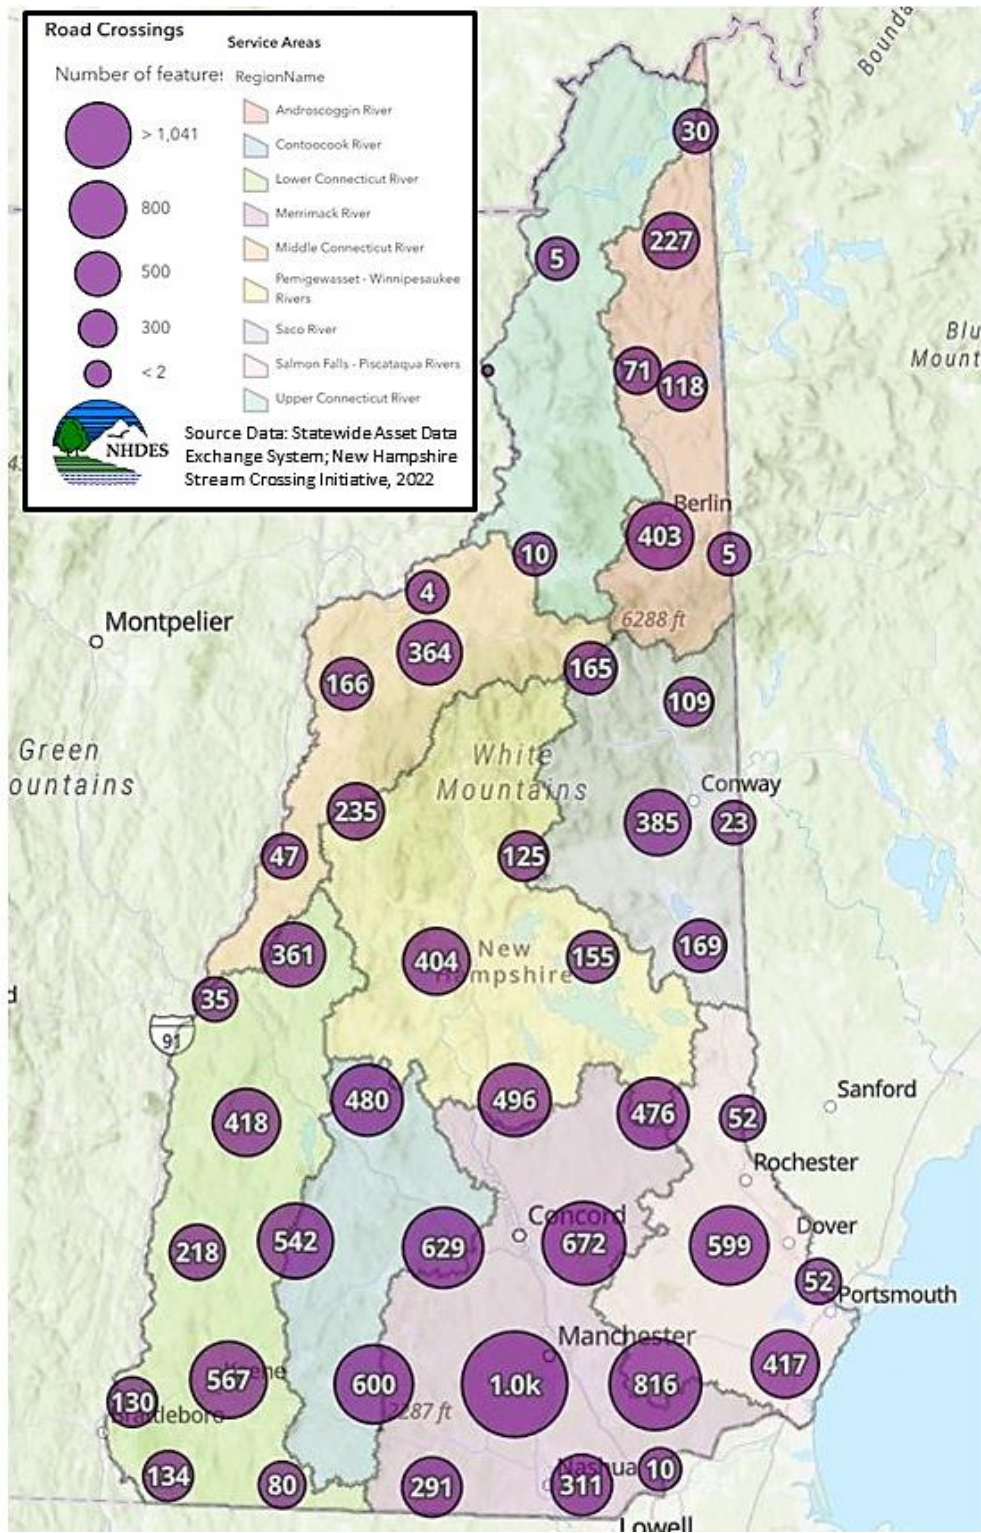 Road Crossings
Service Areas
Number of feature
RegionName
> 1,041
800
500
300
< 2
Androscoggin River
Contoocook River
Lower Connecticut River
Merrimack River
Middle Connecticut River
Pemigewasset - Winnipesaukee
Rivers
Saco River
Salmon Falls - Piscataqua Rivers
Upper Connecticut River
NHDES
Source Data: Statewide Asset Data
Exchange System; New Hampshire
Stream Crossing Initiative, 2022
Bounda
30
227
5
Blu
Mount
71
118
Berlin
403
5
10
4
Montpelier
6288 ft
364
165
166
109
Green
ountains
White
Mountains
Conway
235
385
23
47
125
361
404
New
Hampshire
155
169
35
91
480
496
476
418
52
Sanford
Rochester
Concord
Dover
218
542
629
672
599
52
Portsmouth
Manchester
417
567
600
1.0k
816
130
Brattleboro
134
80
291
Nashua
311
10
Lowell